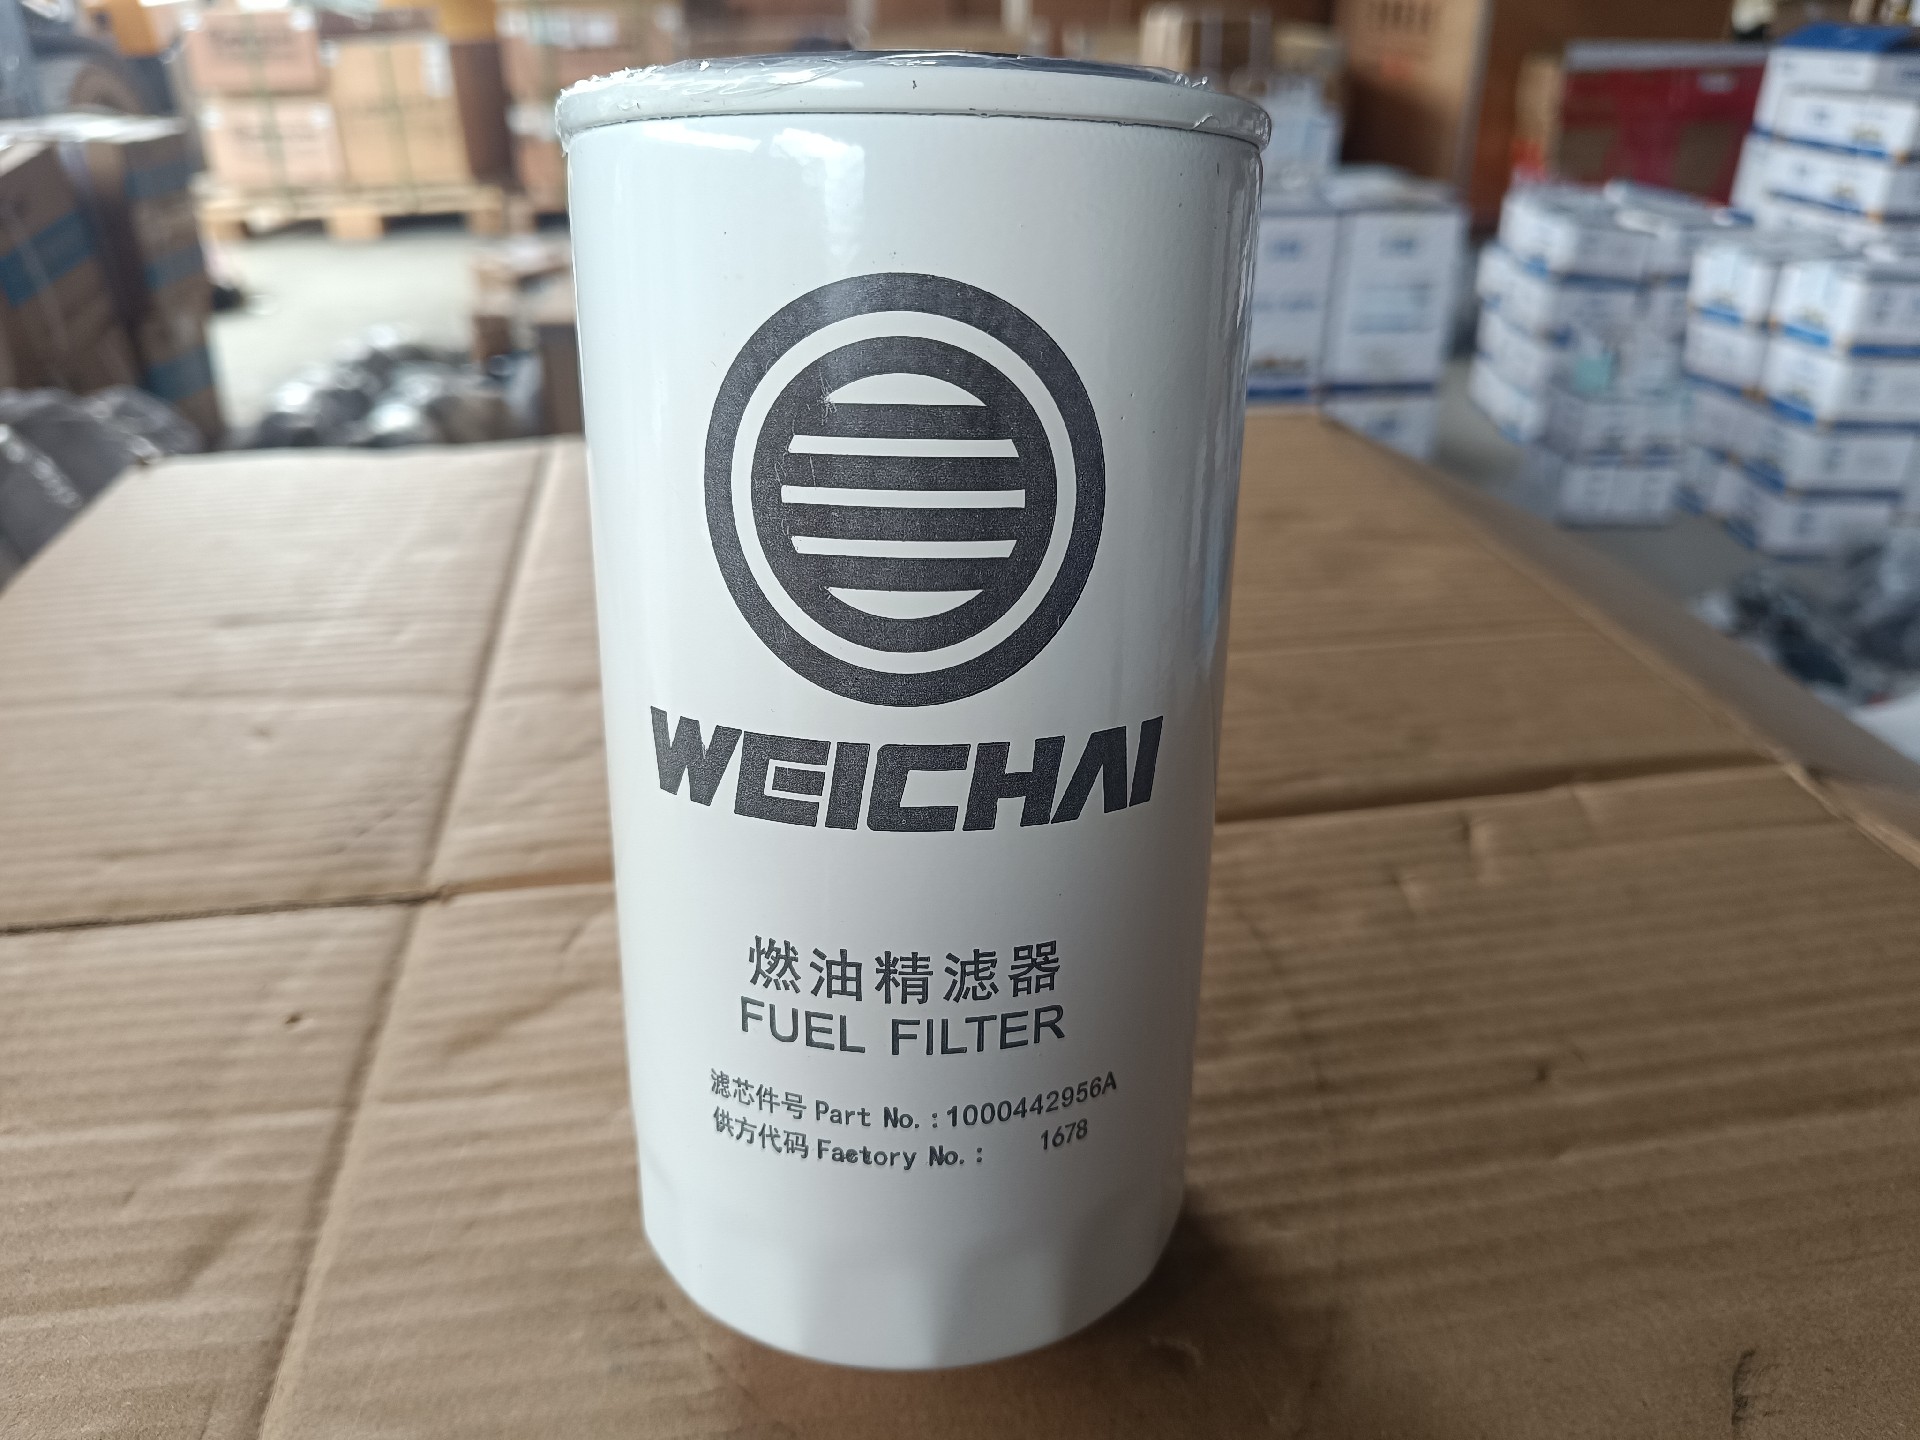 WEICHAI
燃油精滤器
FUEL FILTER
滤芯件号 Part No.:1000442956A
供方代码 Factory No.: 1678